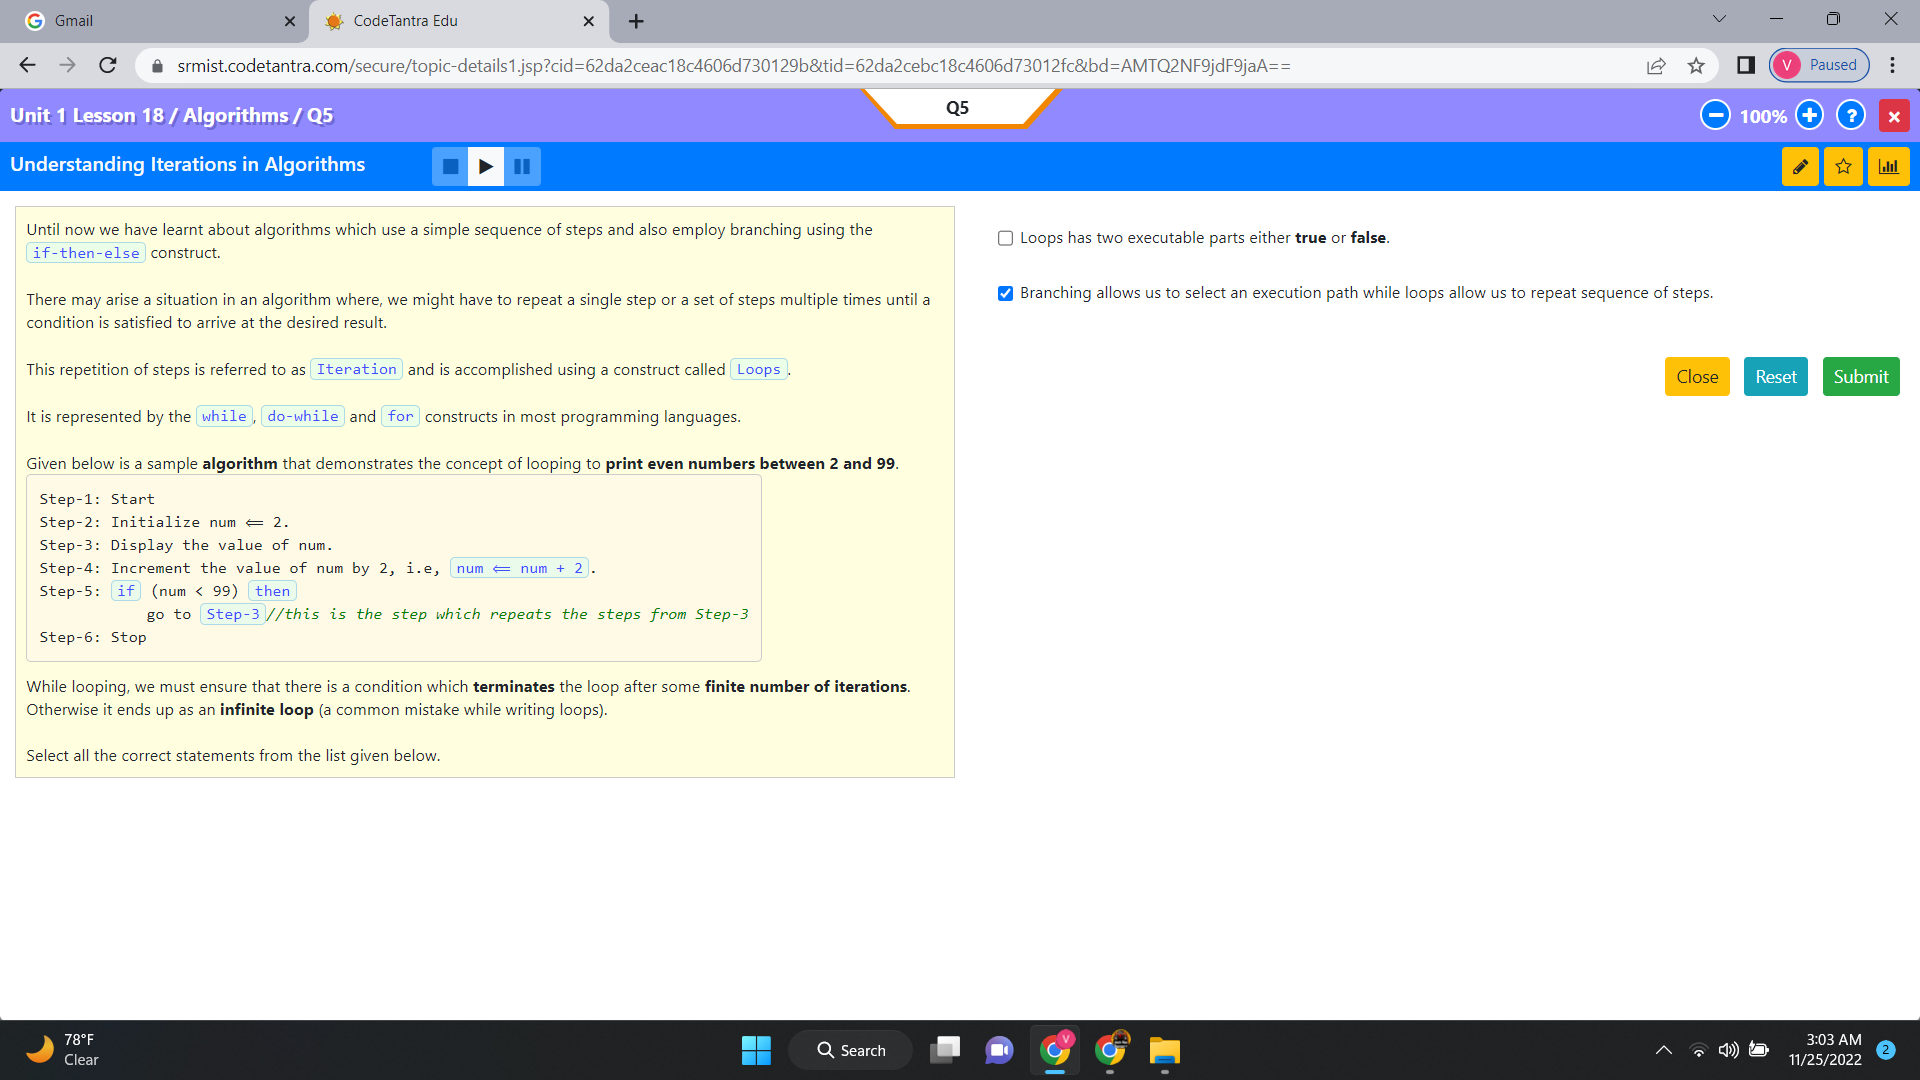 Gmail
CodeTantra Edu
srmist.codetantra.com/secure/topic-details1.jsp?cid=62da2ceac18c4606d730129b&tid=62da2cebc18c4606d73012fc&bd=AMTQ2NF9jdF9jaA==
V Paused
Unit 1 Lesson 18 / Algorithms / Q5
Q5
100%
?
Understanding Iterations in Algorithms
Until now we have learnt about algorithms which use a simple sequence of steps and also employ branching using the
if-then-else construct.
There may arise a situation in an algorithm where, we might have to repeat a single step or a set of steps multiple times until a
condition is satisfied to arrive at the desired result.
This repetition of steps is referred to as Iteration and is accomplished using a construct called Loops.
It is represented by the while, do-while and for constructs in most programming languages.
Given below is a sample algorithm that demonstrates the concept of looping to print even numbers between 2 and 99.
Step-1: Start
Step-2: Initialize num ⟸ 2.
Step-3: Display the value of num.
Step-4: Increment the value of num by 2, i.e, num ⟸ num + 2.
Step-5: if (num < 99) then
go to Step-3 //this is the step which repeats the steps from Step-3
Step-6: Stop
While looping, we must ensure that there is a condition which terminates the loop after some finite number of iterations.
Otherwise it ends up as an infinite loop (a common mistake while writing loops).
Select all the correct statements from the list given below.
Loops has two executable parts either true or false.
Branching allows us to select an execution path while loops allow us to repeat sequence of steps.
Close Reset Submit
78°F
Clear
Search
V
3:03 AM
11/25/2022
2